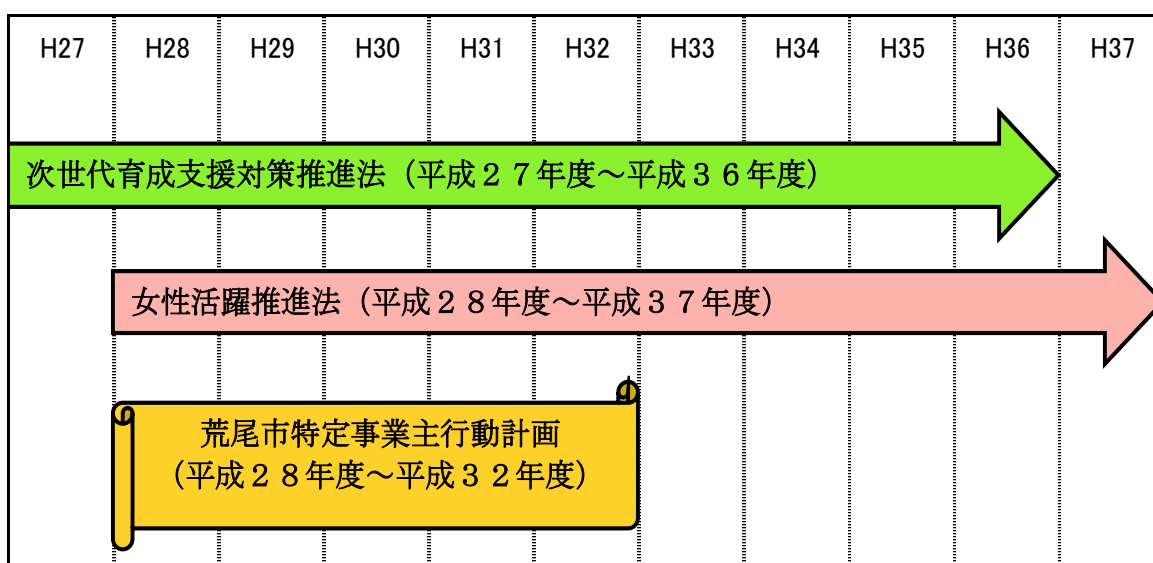 H27 H28 H29 H30 H31 H32 H33 H34 H35 H36 H37
次世代育成支援対策推進法（平成２７年度～平成３６年度）
女性活躍推進法（平成２８年度～平成３７年度）
荒尾市特定事業主行動計画
（平成２８年度～平成３２年度）